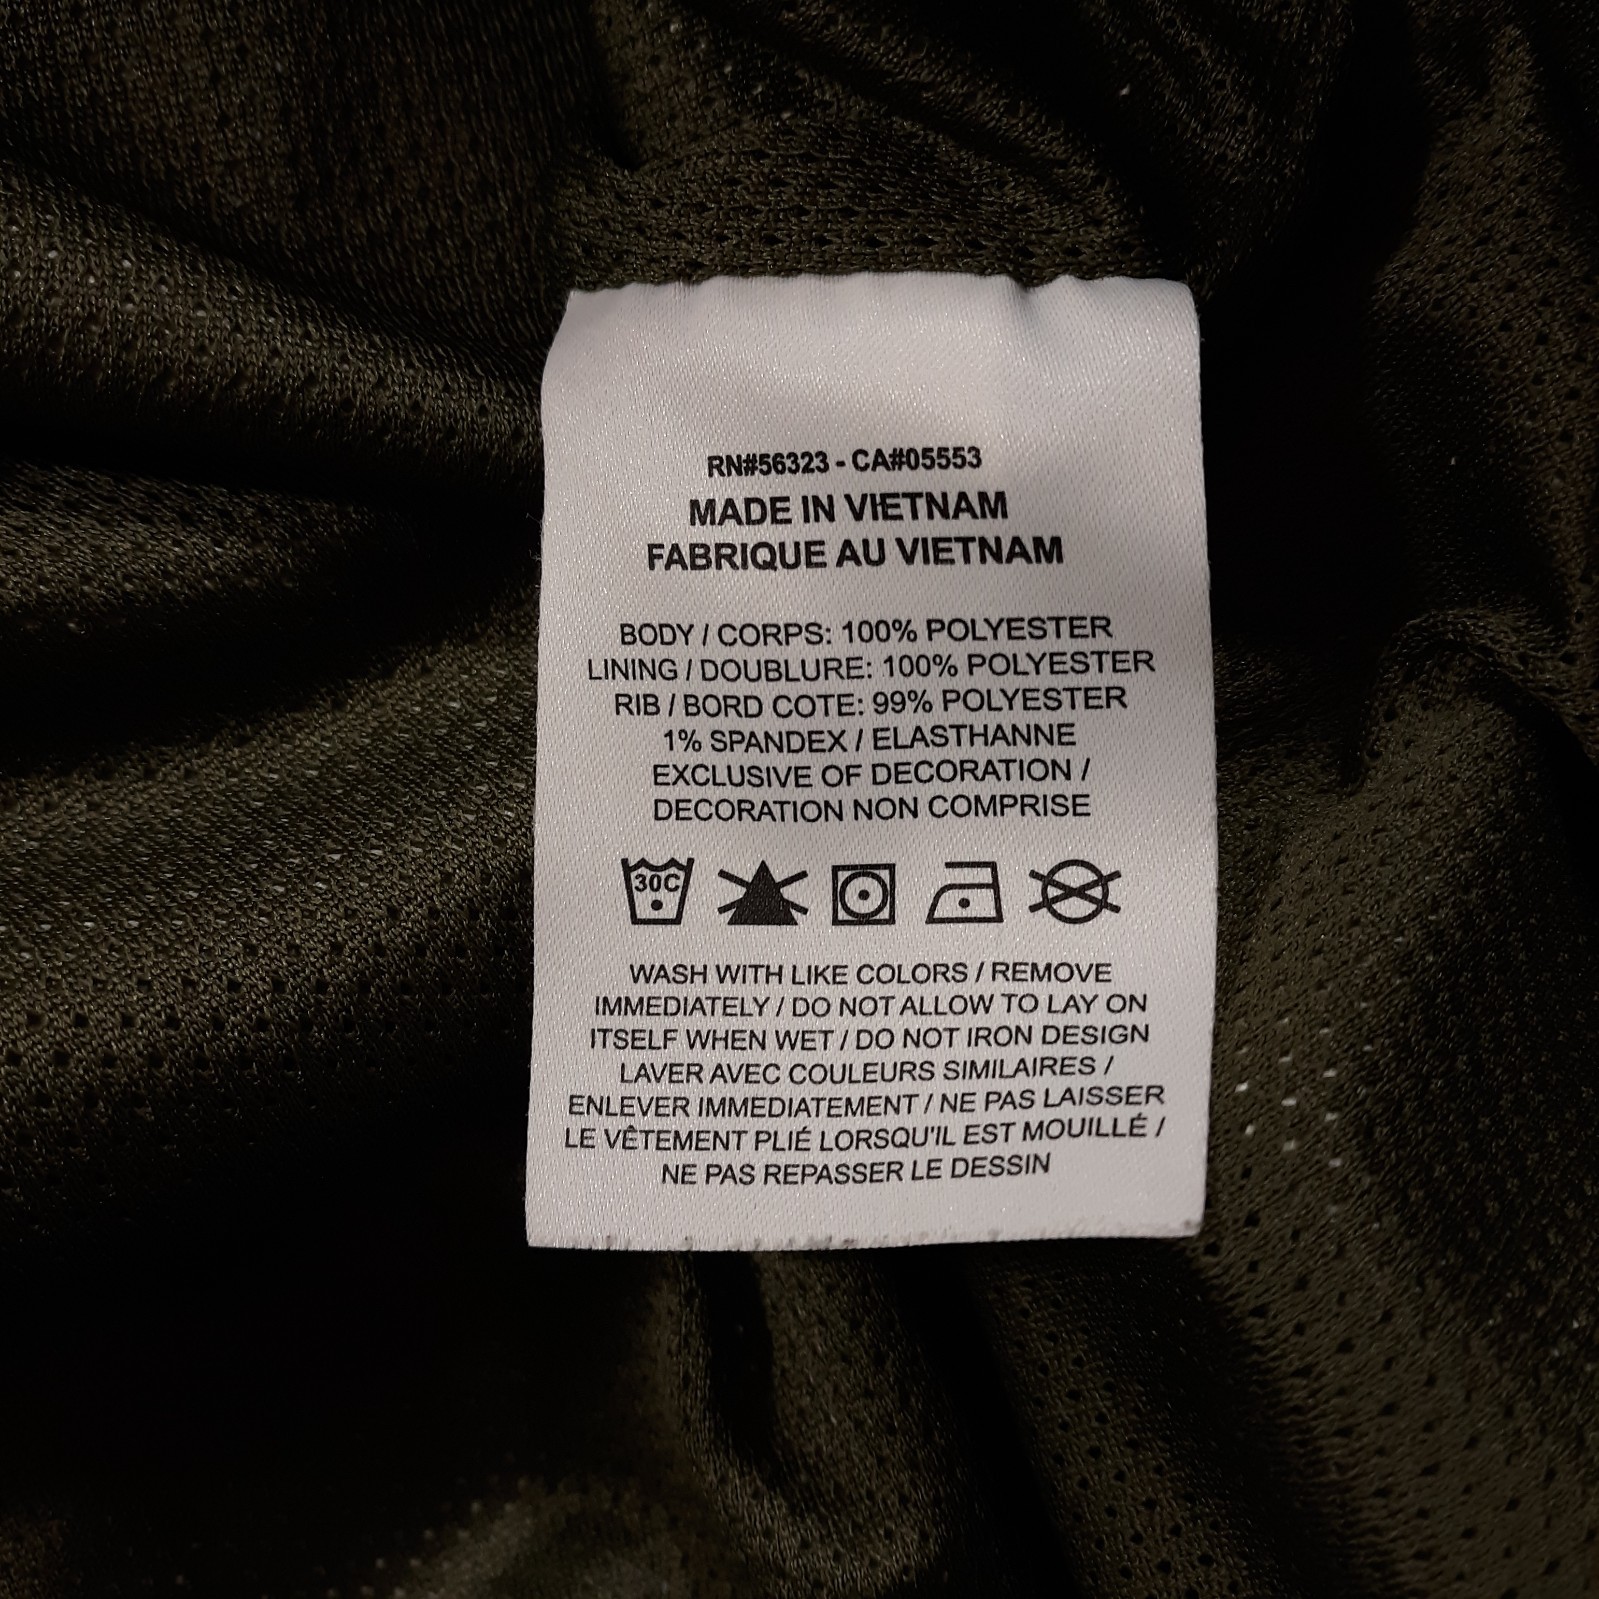 RN#56323 - CA#05553
MADE IN VIETNAM
FABRIQUE AU VIETNAM
BODY / CORPS: 100% POLYESTER
LINING / DOUBLURE: 100% POLYESTER
RIB / BORD COTE: 99% POLYESTER
1% SPANDEX / ELASTHANNE
EXCLUSIVE OF DECORATION /
DECORATION NON COMPRISE
30C
WASH WITH LIKE COLORS / REMOVE
IMMEDIATELY / DO NOT ALLOW TO LAY ON
ITSELF WHEN WET / DO NOT IRON DESIGN
LAVER AVEC COULEURS SIMILAIRES /
ENLEVER IMMEDIATEMENT / NE PAS LAISSER
LE VÊTEMENT PLIÉ LORSQU'IL EST MOUILLÉ /
NE PAS REPASSER LE DESSIN